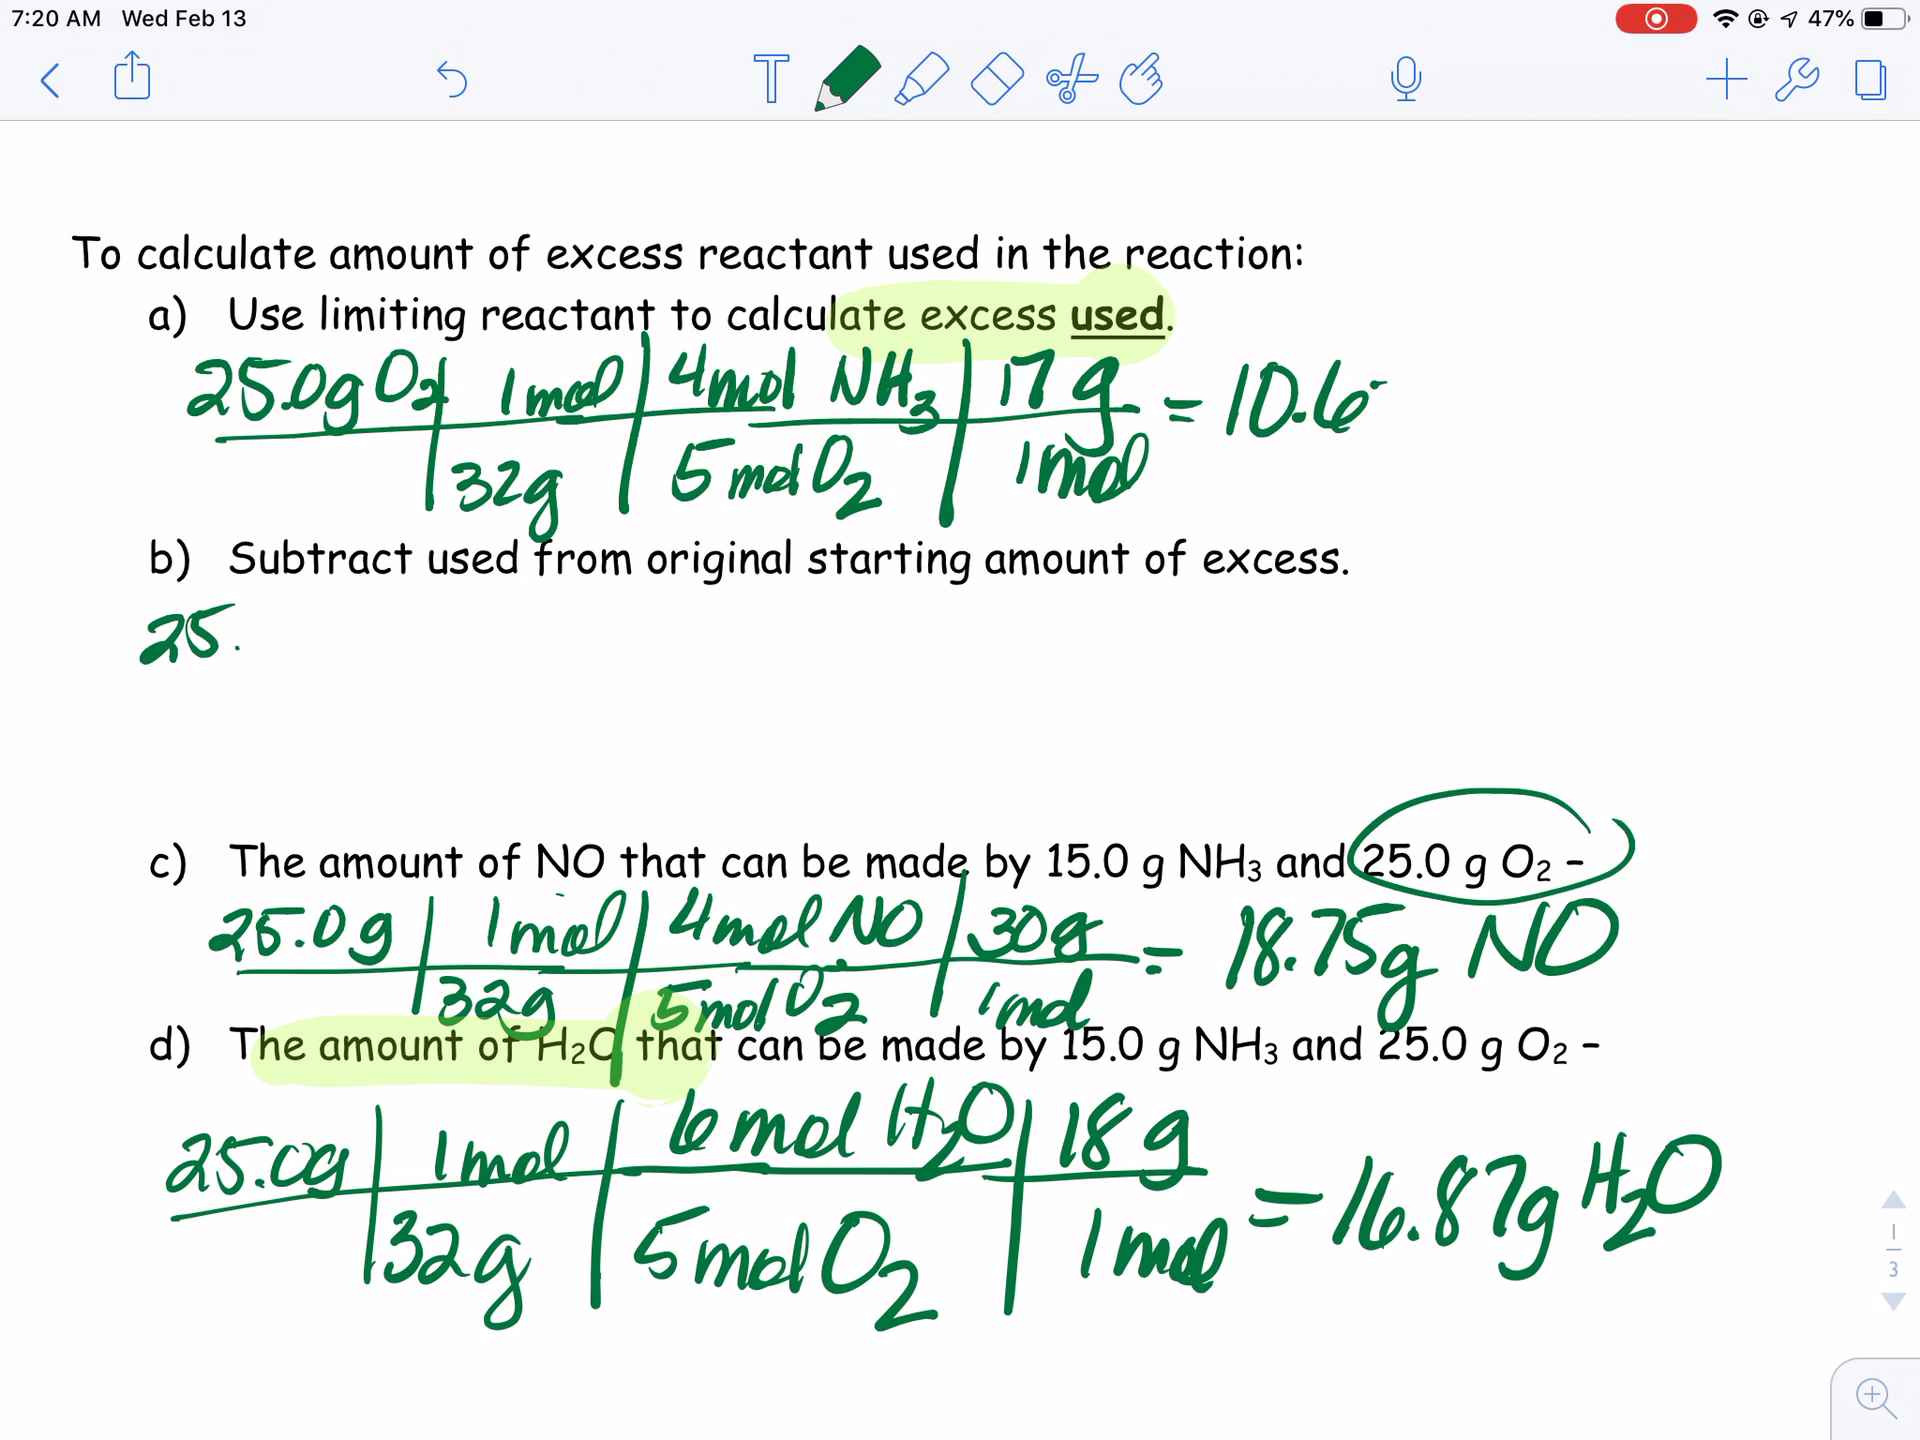 7:20 AM Wed Feb 13
47%
T
To calculate amount of excess reactant used in the reaction:
a) Use limiting reactant to calculate excess used.
25.0g O2 | 1 mol | 4 mol NH3 | 17 g = 10.6
32g | 5 mol O2 | 1 mol
b) Subtract used from original starting amount of excess.
25.
c) The amount of NO that can be made by 15.0 g NH3 and 25.0 g O2 –
25.0g | 1 mol | 4 mol NO | 30g = 18.75g NO
32g | 5 mol O2 | 1 mol
d) The amount of H2O that can be made by 15.0 g NH3 and 25.0 g O2 –
25.0g | 1 mol | 6 mol H2O | 18 g = 16.87g H2O
32g | 5 mol O2 | 1 mol
1
3